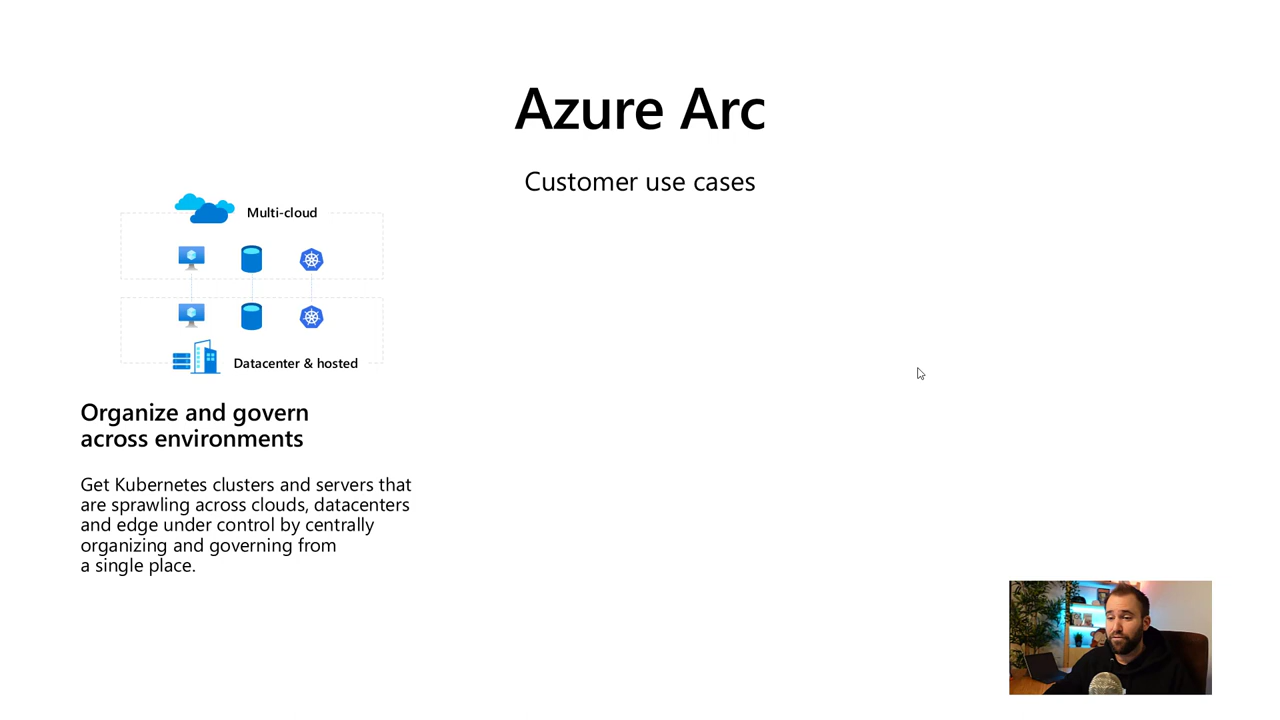 Azure Arc
Customer use cases
Multi-cloud
Datacenter & hosted
Organize and govern
across environments
Get Kubernetes clusters and servers that
are sprawling across clouds, datacenters
and edge under control by centrally
organizing and governing from
a single place.